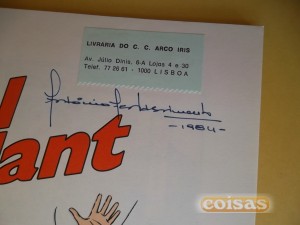 LIVRARIA DO C. C. ARCO IRIS
Av. Júlio Dinis. 6-A Lojas 4 e 30
Telef. 77 26 61 - 1000 LISBOA
António
-1984-
coisas